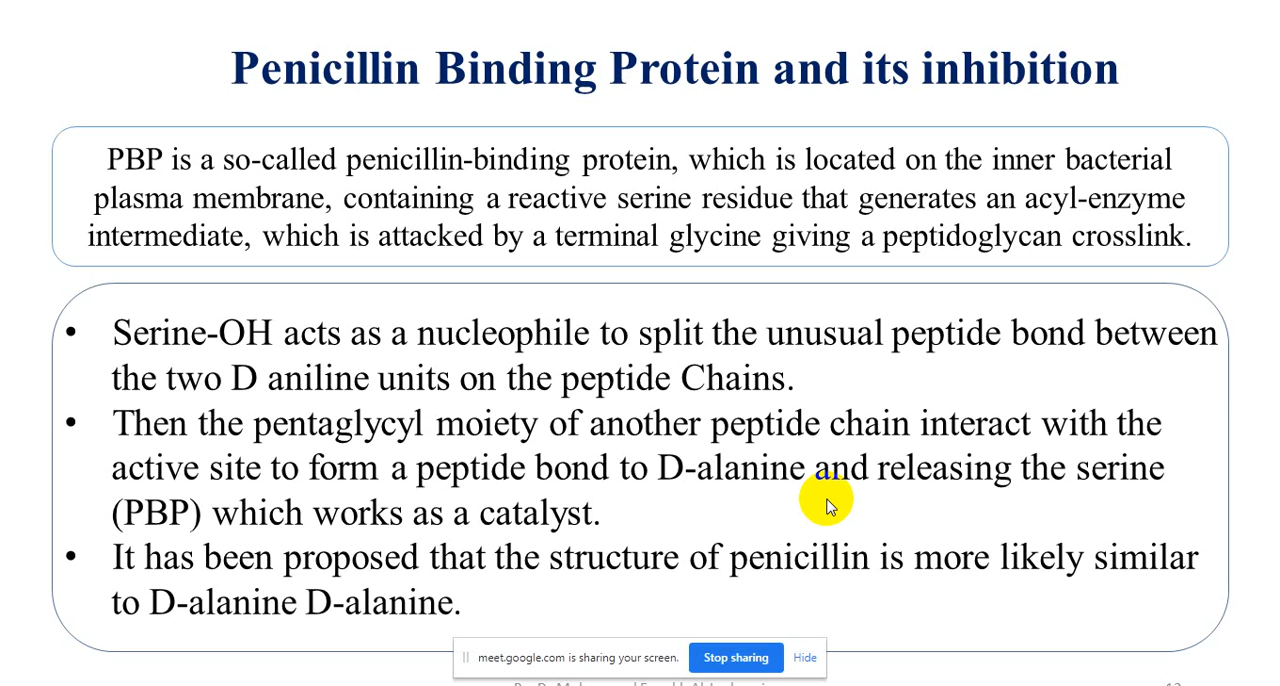 Penicillin Binding Protein and its inhibition
PBP is a so-called penicillin-binding protein, which is located on the inner bacterial
plasma membrane, containing a reactive serine residue that generates an acyl-enzyme
intermediate, which is attacked by a terminal glycine giving a peptidoglycan crosslink.
• Serine-OH acts as a nucleophile to split the unusual peptide bond between
the two D aniline units on the peptide Chains.
• Then the pentaglycyl moiety of another peptide chain interact with the
active site to form a peptide bond to D-alanine and releasing the serine
(PBP) which works as a catalyst.
• It has been proposed that the structure of penicillin is more likely similar
to D-alanine D-alanine.
meet.google.com is sharing your screen. Stop sharing Hide